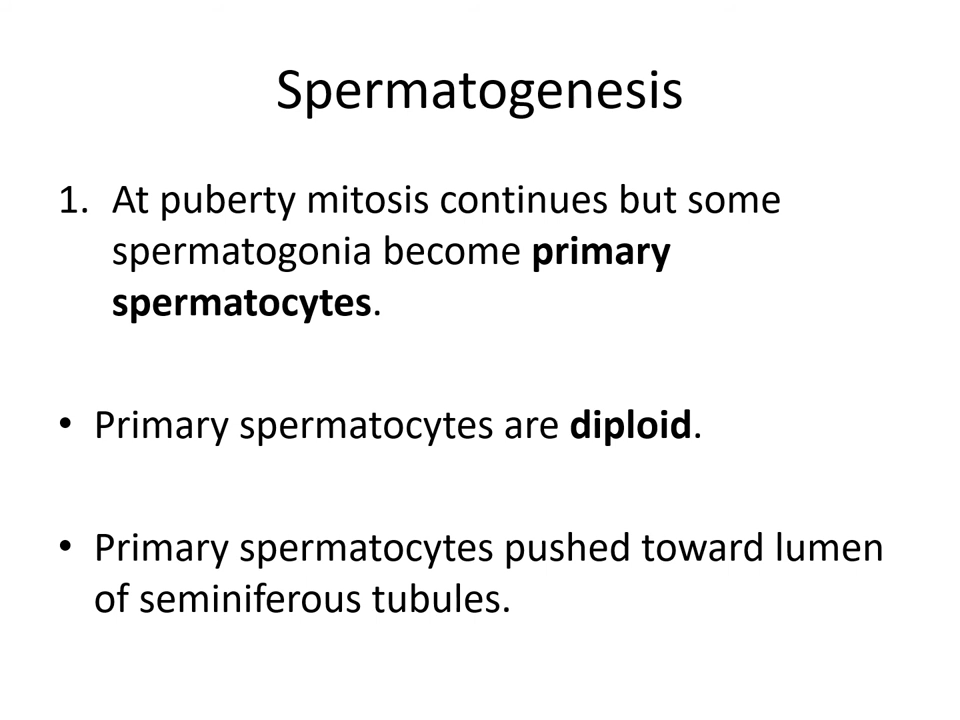 Spermatogenesis
1. At puberty mitosis continues but some
spermatogonia become primary
spermatocytes.
• Primary spermatocytes are diploid.
• Primary spermatocytes pushed toward lumen
of seminiferous tubules.